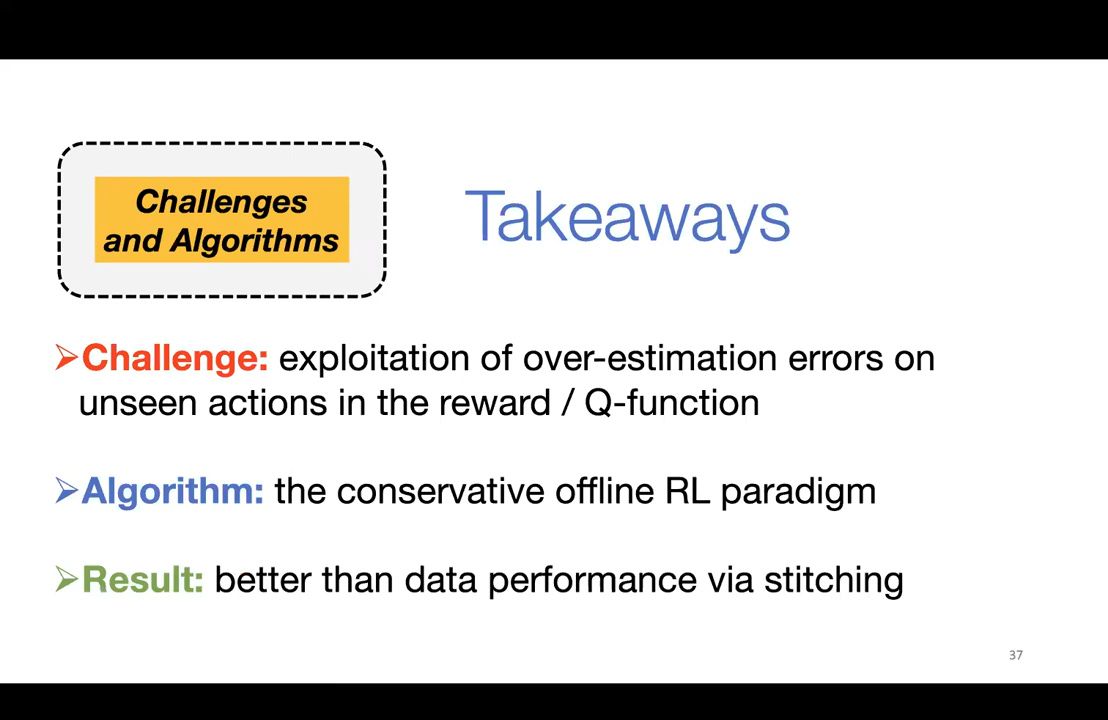 Challenges
and Algorithms
Takeaways
➢Challenge: exploitation of over-estimation errors on
unseen actions in the reward / Q-function
➢Algorithm: the conservative offline RL paradigm
➢Result: better than data performance via stitching
37